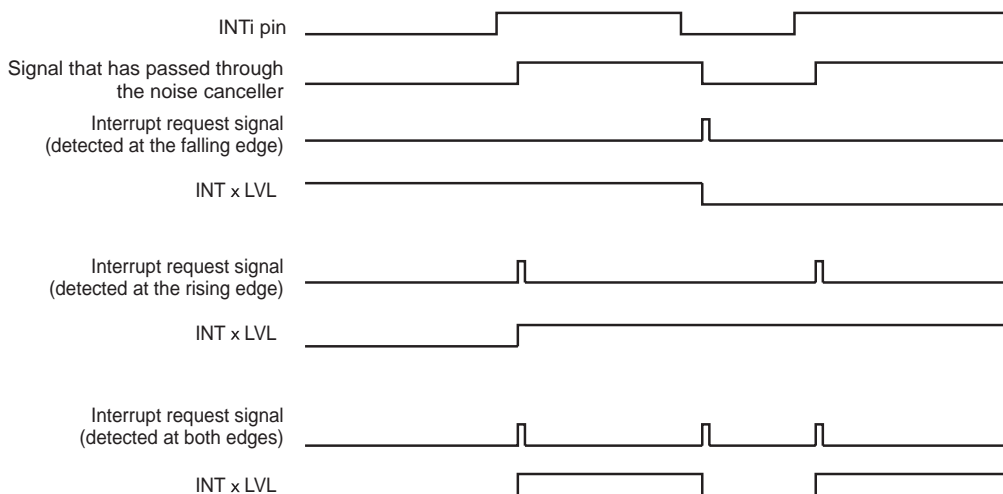 INTi pin
Signal that has passed through
the noise canceller
Interrupt request signal
(detected at the falling edge)
INT x LVL
Interrupt request signal
(detected at the rising edge)
INT x LVL
Interrupt request signal
(detected at both edges)
INT x LVL